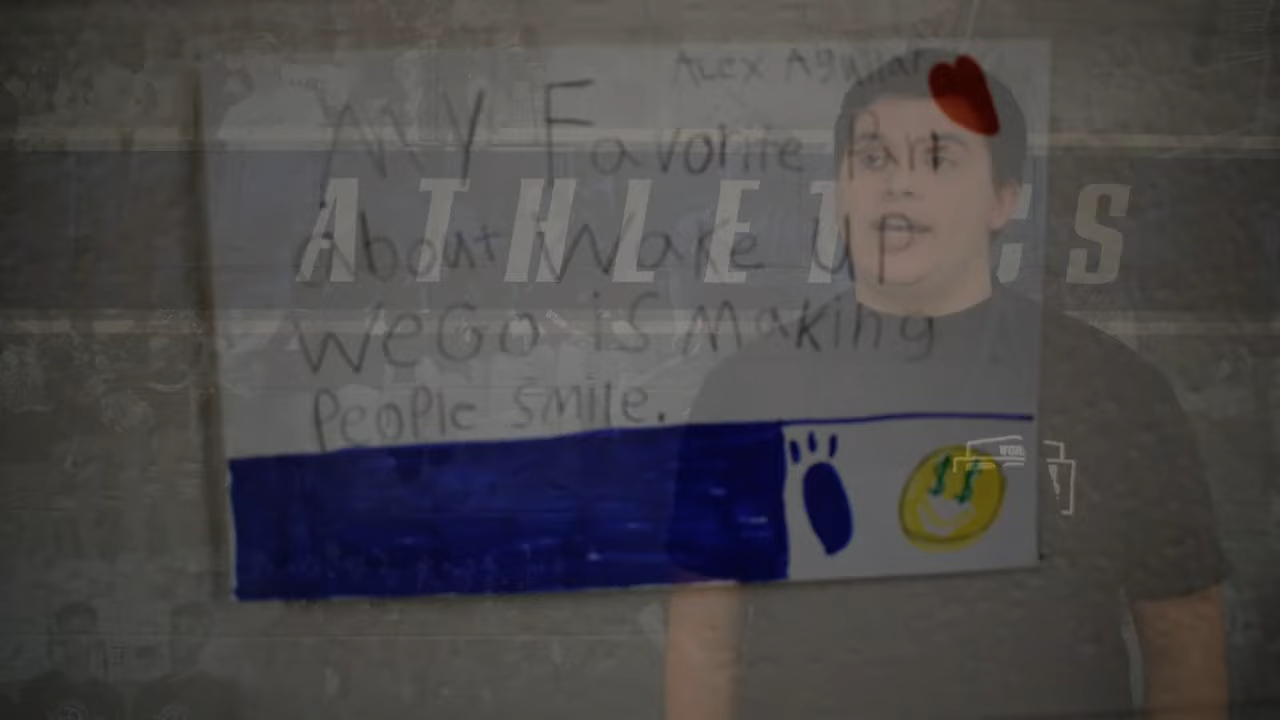 Alex Aguilar
My Favorite Part
About Wake Up
WeGo is Making
People smile.
ATHLETICS